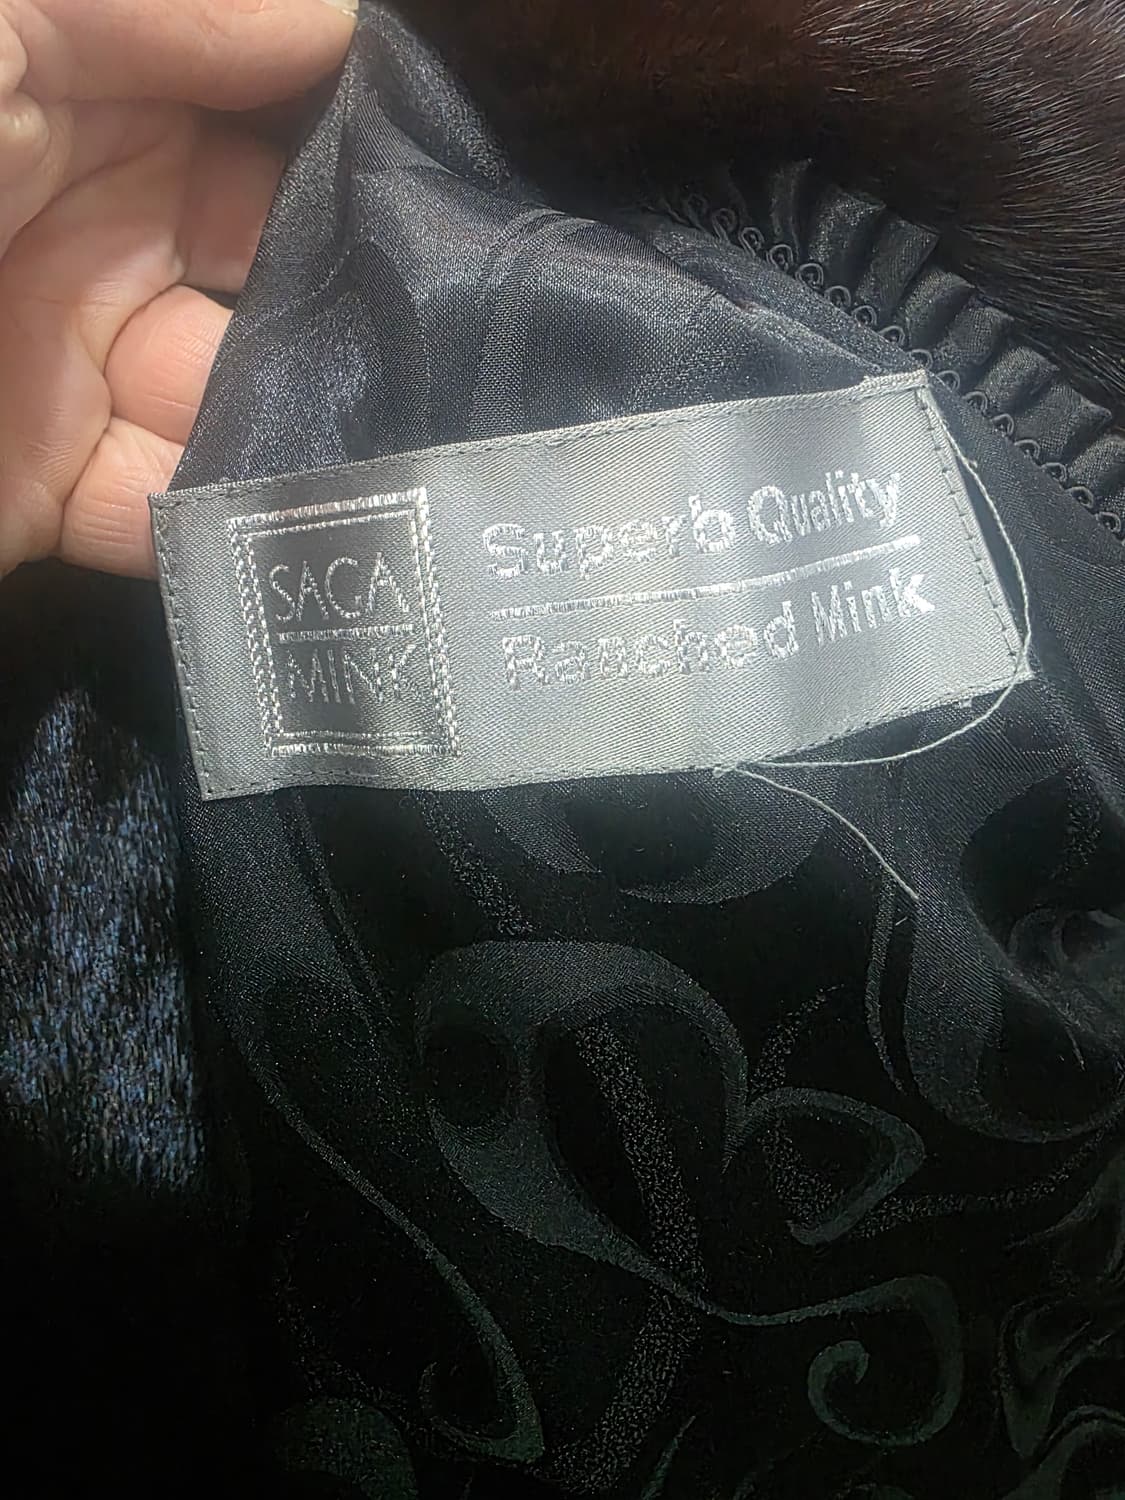 SAGA
MINK
Superb Quality
Ranched Mink